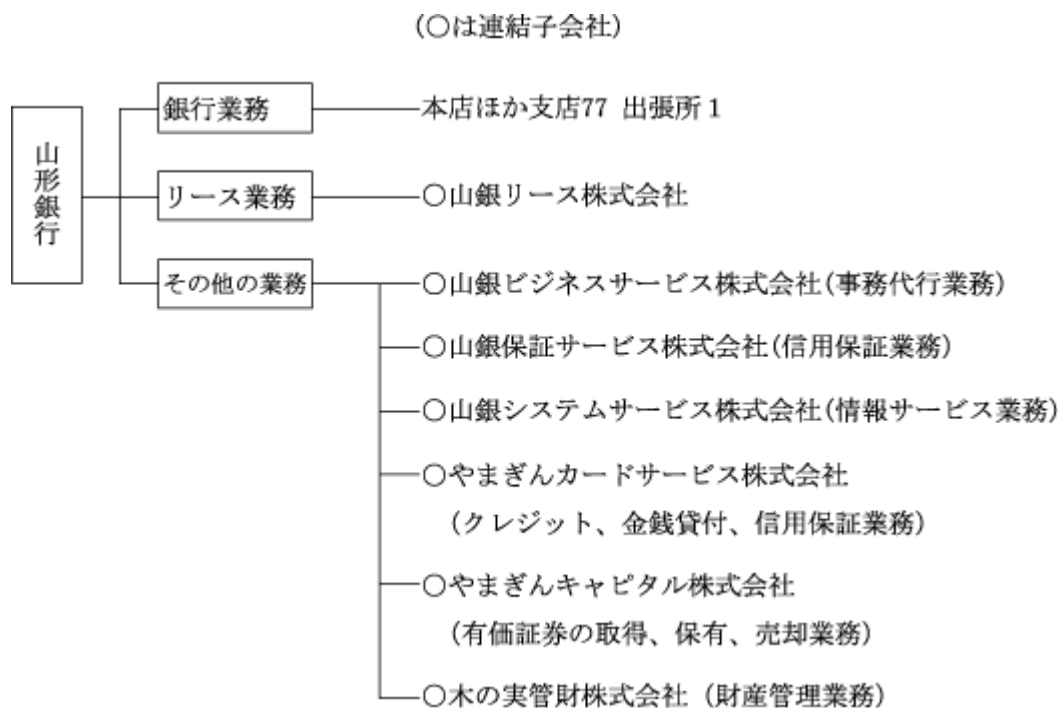 (○は連結子会社)
山形銀行
銀行業務
本店ほか支店77 出張所1
リース業務
○山銀リース株式会社
その他の業務
○山銀ビジネスサービス株式会社(事務代行業務)
○山銀保証サービス株式会社(信用保証業務)
○山銀システムサービス株式会社(情報サービス業務)
○やまぎんカードサービス株式会社
(クレジット、金銭貸付、信用保証業務)
○やまぎんキャピタル株式会社
(有価証券の取得、保有、売却業務)
○木の実管財株式会社 (財産管理業務)